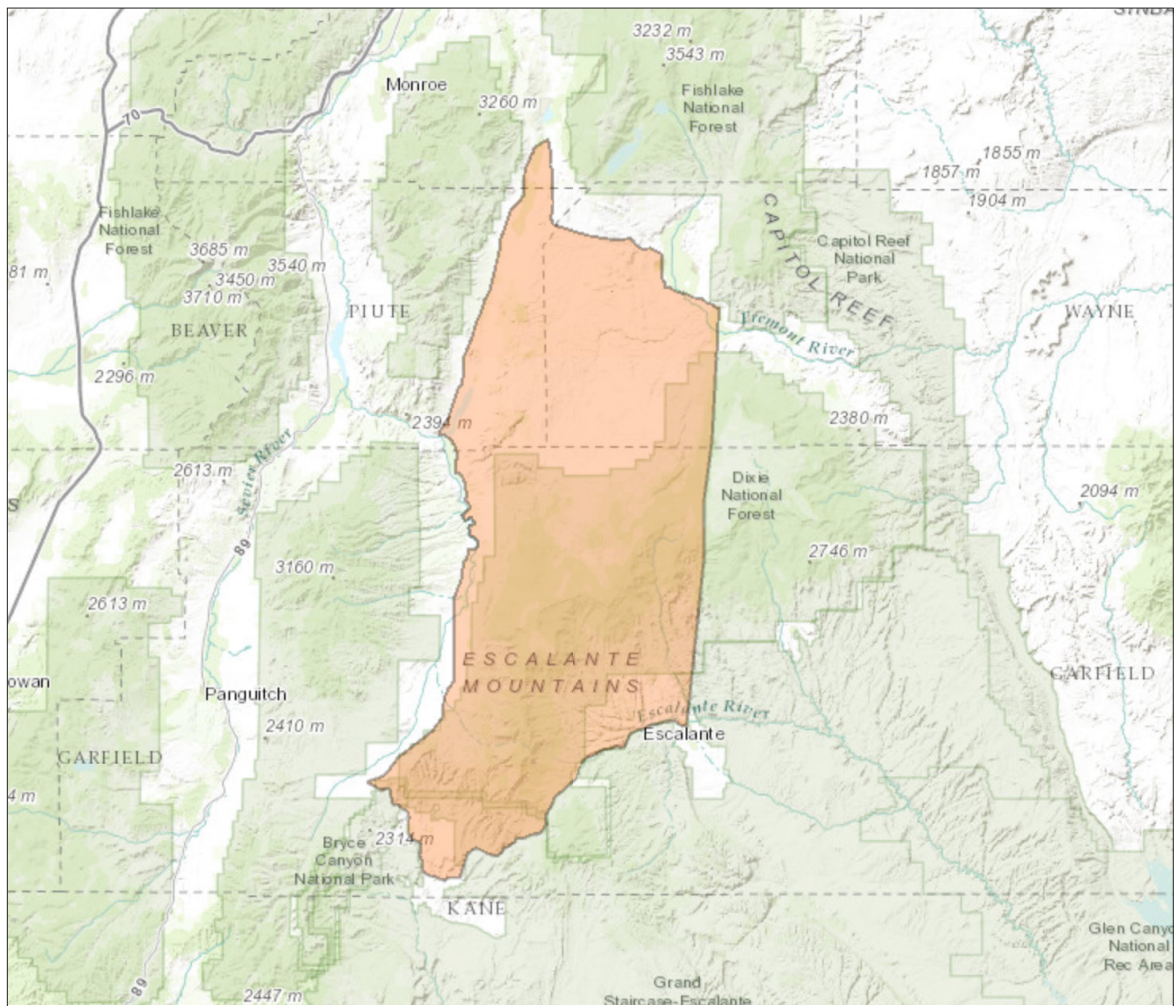 3232 m
3543 m
Monroe
3260 m
Fishlake
National
Forest
70
1855 m
1857 m
1904 m
Fishlake
National
Forest
CAPITOL REEF
Capitol Reef
National
Park
3685 m
3540 m
3450 m
3710 m
81 m
PIUTE
WAYNE
BEAVER
Fremont River
2296 m
2394 m
2380 m
Sevier River
2613 m
Dixie
National
Forest
2094 m
S
89
3160 m
2746 m
2613 m
ESCALANTE
MOUNTAINS
GARFIELD
owan
Panguitch
Escalante River
2410 m
Escalante
GARFIELD
4 m
2314 m
Bryce
Canyon
National Park
KANE
Glen Canyo
National
Rec Area
89
2447 m
Grand
Staircase-Escalante